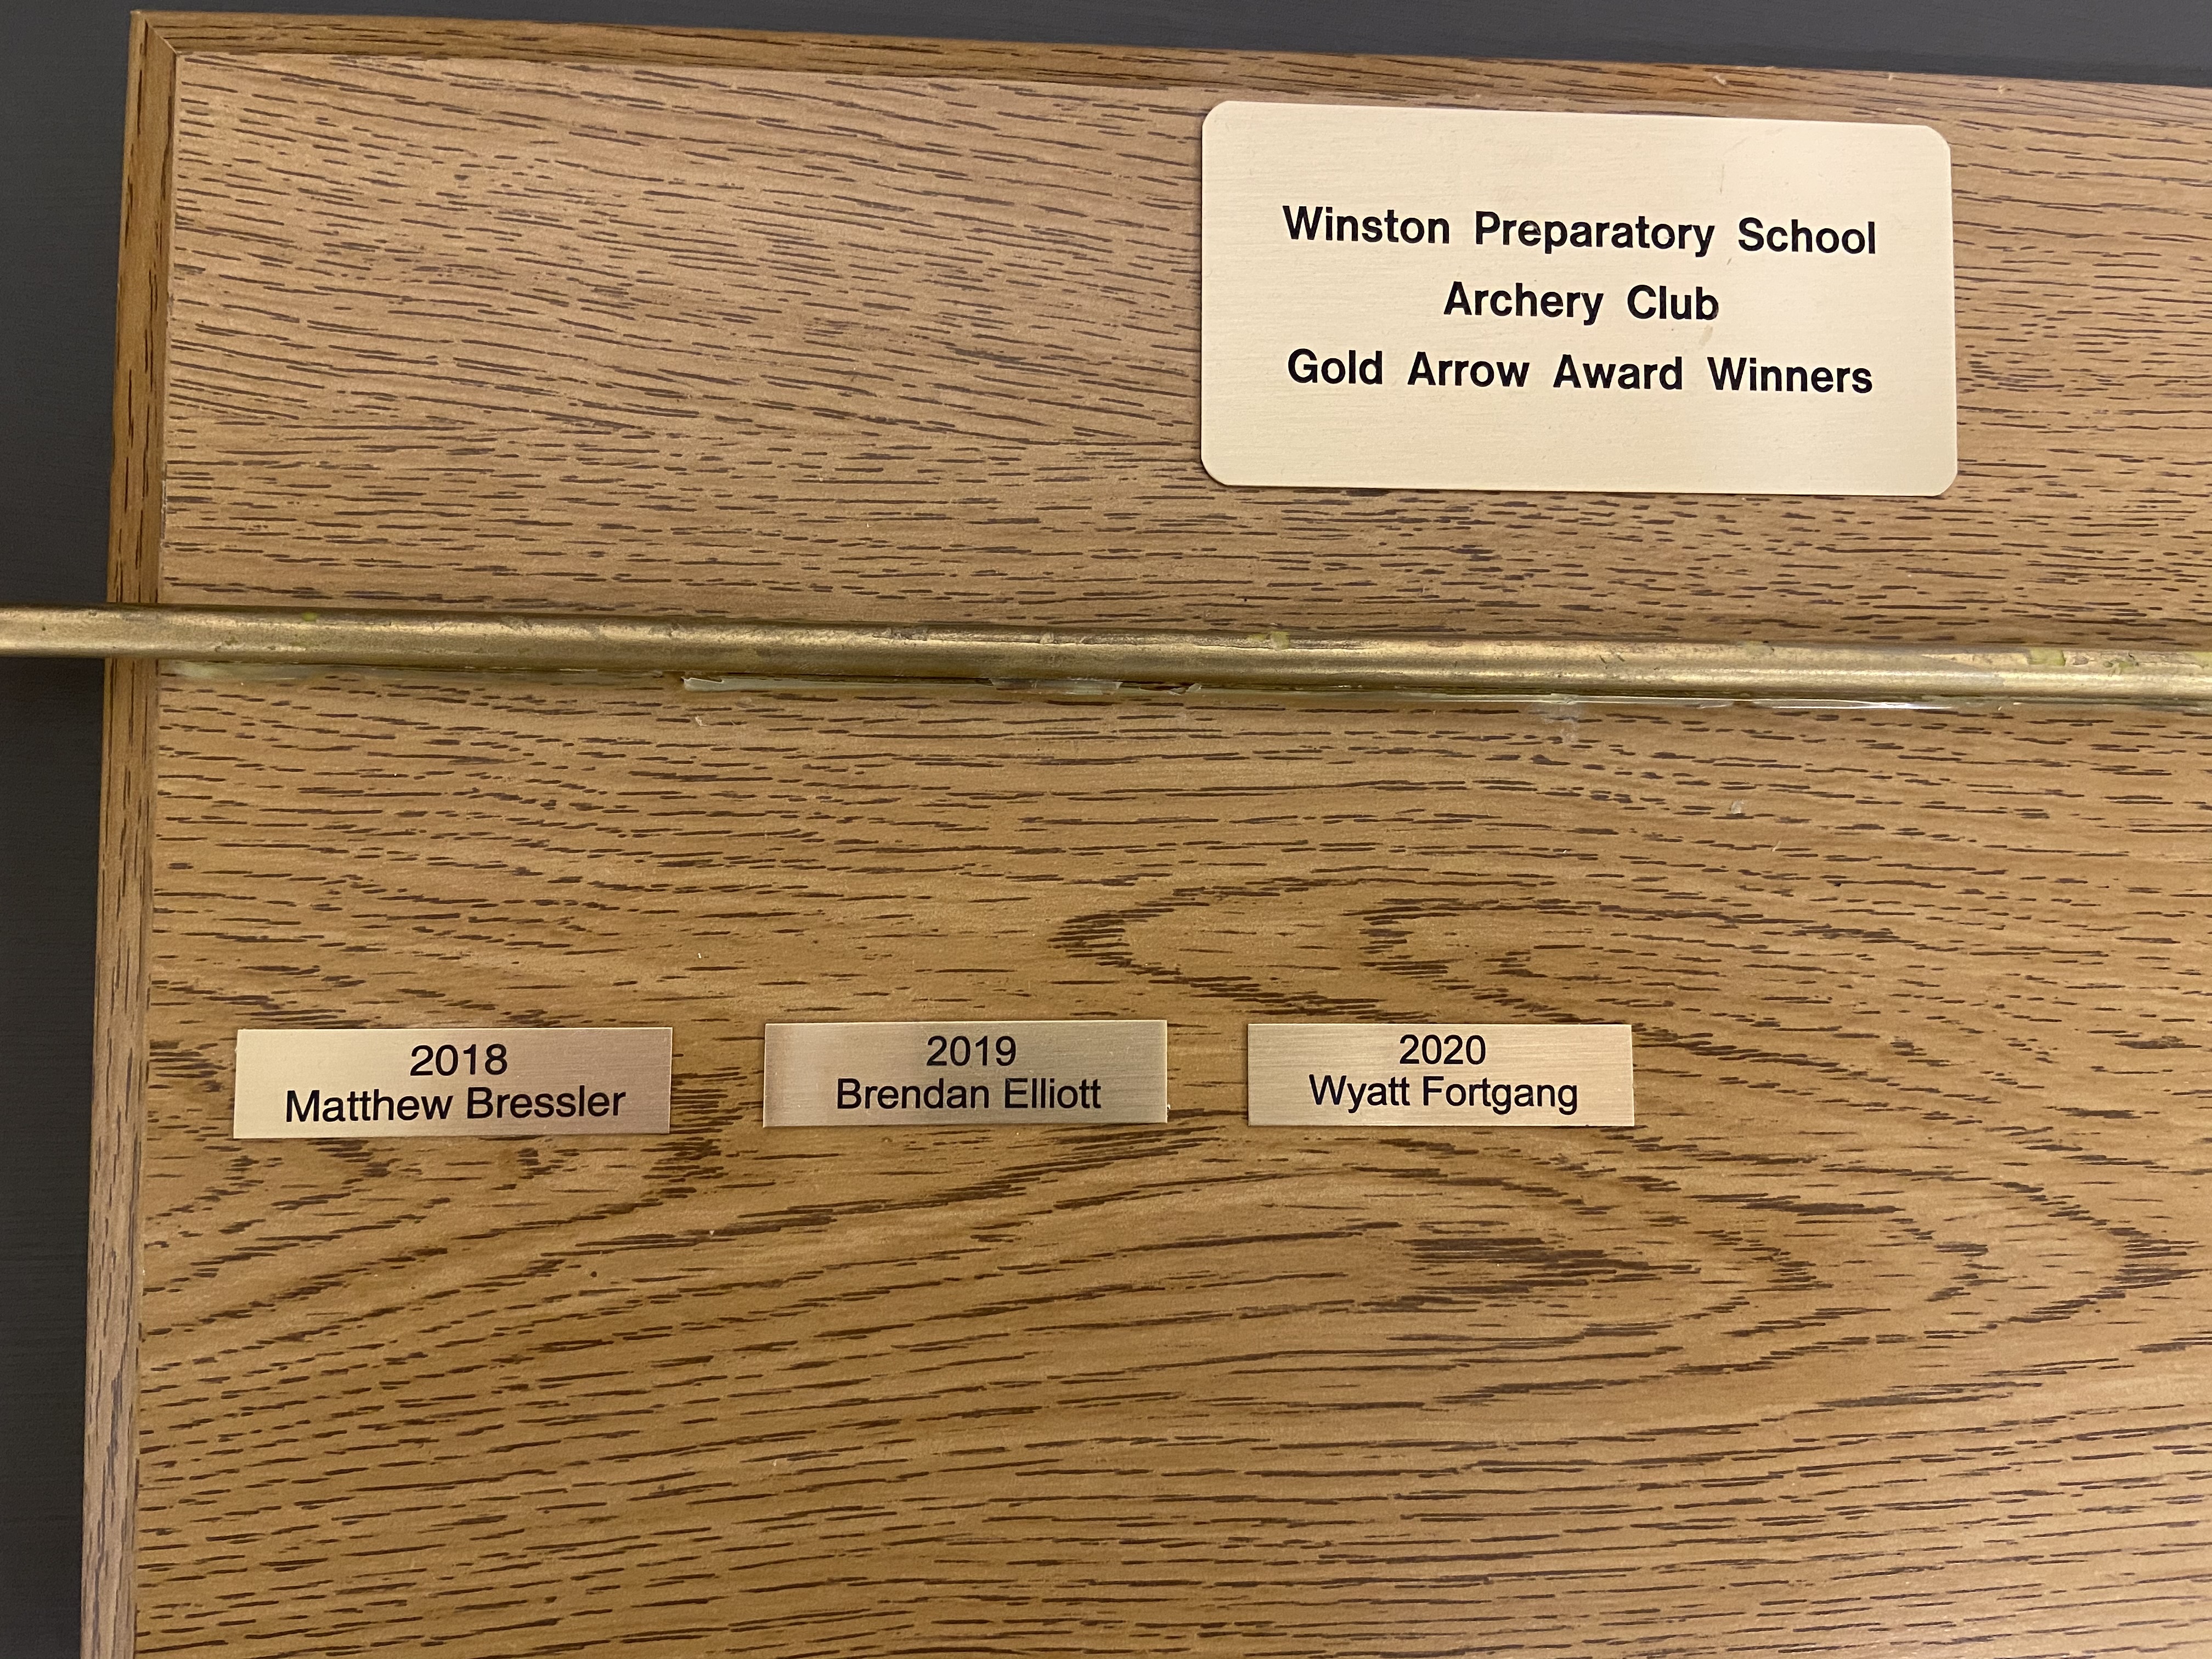 Winston Preparatory School
Archery Club
Gold Arrow Award Winners
2018
Matthew Bressler
2019
Brendan Elliott
2020
Wyatt Fortgang